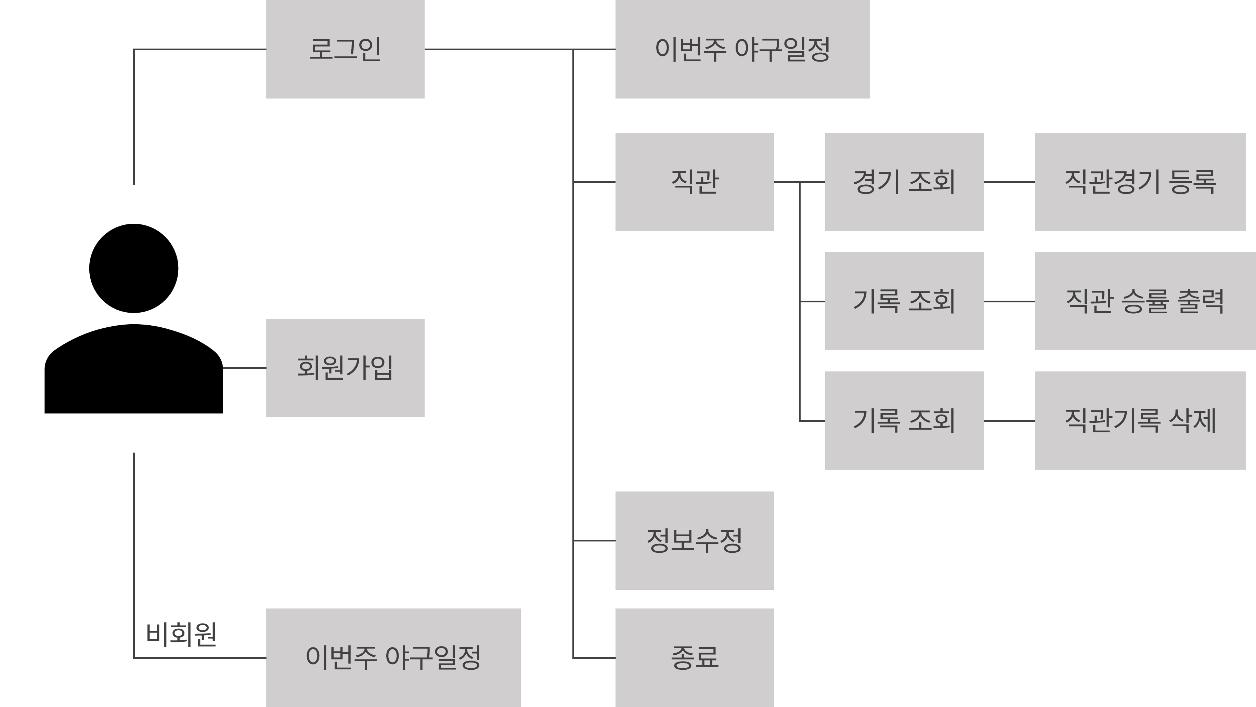 로그인
이번주 야구일정
직관
경기 조회
직관경기 등록
기록 조회
직관 승률 출력
회원가입
기록 조회
직관기록 삭제
정보수정
비회원
이번주 야구일정
종료